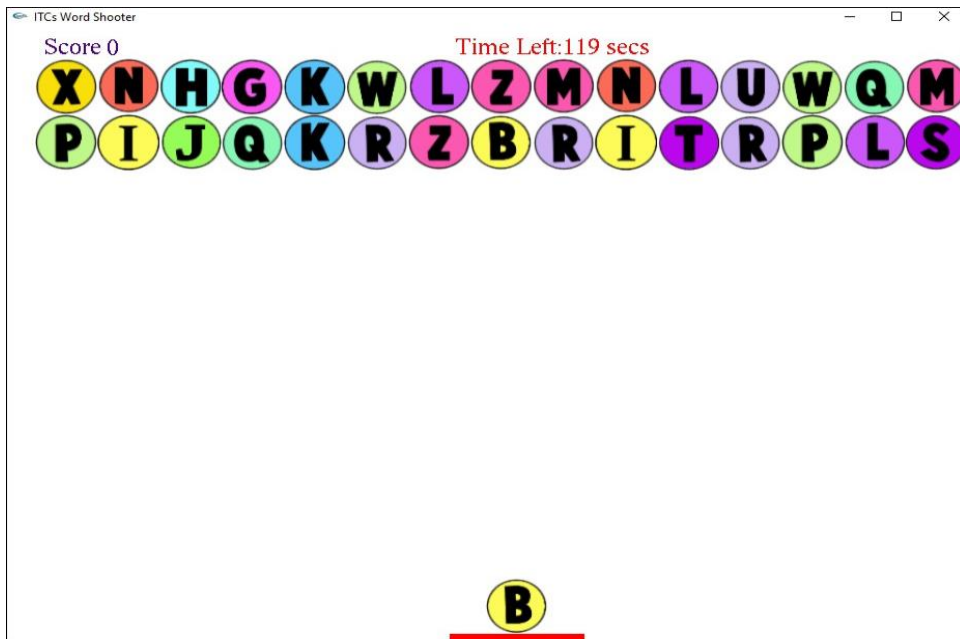 ITCs Word Shooter
Score 0 Time Left:119 secs
X N H G K W L Z M N L U W Q M
P I J Q K R Z B R I T R P L S
B